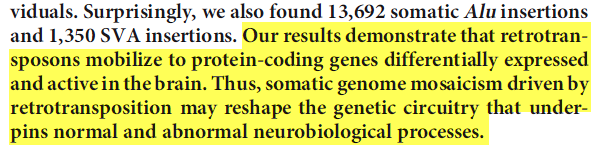 viduals. Surprisingly, we also found 13,692 somatic Alu insertions
and 1,350 SVA insertions. Our results demonstrate that retrotran-
sposons mobilize to protein-coding genes differentially expressed
and active in the brain. Thus, somatic genome mosaicism driven by
retrotransposition may reshape the genetic circuitry that under-
pins normal and abnormal neurobiological processes.